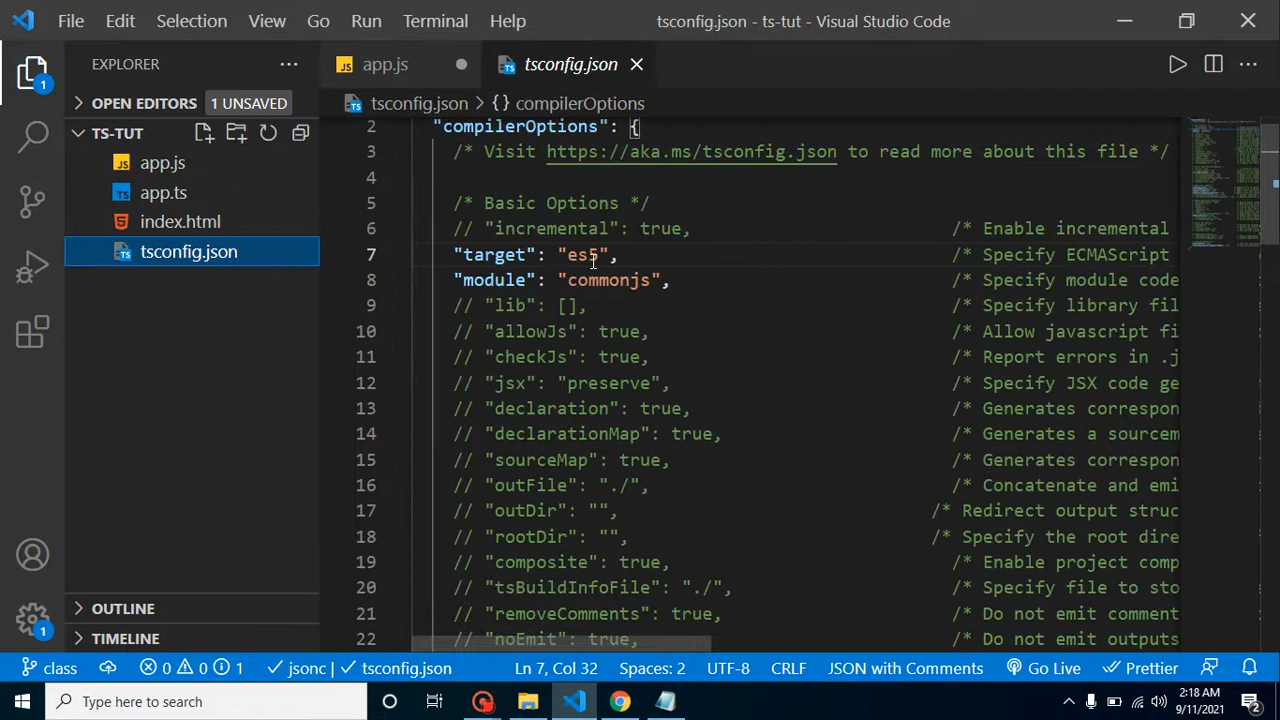 File Edit Selection View Go Run Terminal Help tsconfig.json - ts-tut - Visual Studio Code
EXPLORER
app.js tsconfig.json
OPEN EDITORS 1 UNSAVED
tsconfig.json > {} compilerOptions
TS-TUT
app.js
app.ts
index.html
tsconfig.json
OUTLINE
TIMELINE
1
1
2 "compilerOptions": {
3 /* Visit https://aka.ms/tsconfig.json to read more about this file */
4
5 /* Basic Options */
6 // "incremental": true, /* Enable incremental
7 "target": "es5", /* Specify ECMAScript
8 "module": "commonjs", /* Specify module code
9 // "lib": [], /* Specify library fil
10 // "allowJs": true, /* Allow javascript fi
11 // "checkJs": true, /* Report errors in .j
12 // "jsx": "preserve", /* Specify JSX code ge
13 // "declaration": true, /* Generates correspon
14 // "declarationMap": true, /* Generates a sourcem
15 // "sourceMap": true, /* Generates correspon
16 // "outFile": "./", /* Concatenate and emi
17 // "outDir": "", /* Redirect output struc
18 // "rootDir": "", /* Specify the root dire
19 // "composite": true, /* Enable project comp
20 // "tsBuildInfoFile": "./", /* Specify file to sto
21 // "removeComments": true, /* Do not emit comment
22 // "noEmit": true, /* Do not emit outputs
class 0 0 1 jsonc | tsconfig.json Ln 7, Col 32 Spaces: 2 UTF-8 CRLF JSON with Comments Go Live Prettier
Type here to search
2:18 AM
9/11/2021
2